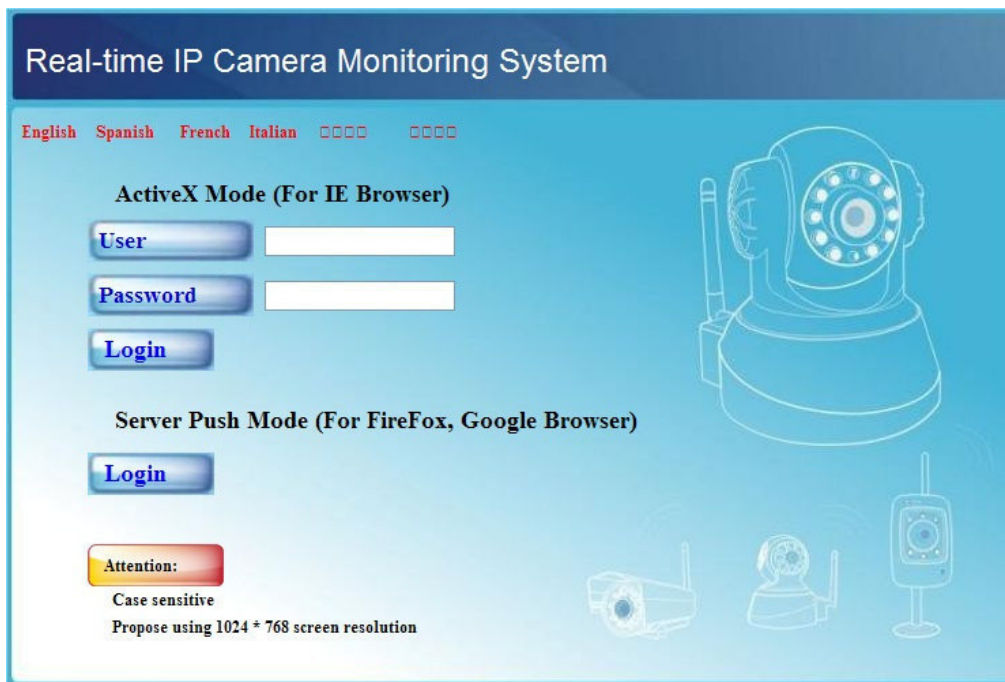 Real-time IP Camera Monitoring System
English Spanish French Italian □□□□ □□□□
ActiveX Mode (For IE Browser)
User
Password
Login
Server Push Mode (For FireFox, Google Browser)
Login
Attention:
Case sensitive
Propose using 1024 * 768 screen resolution